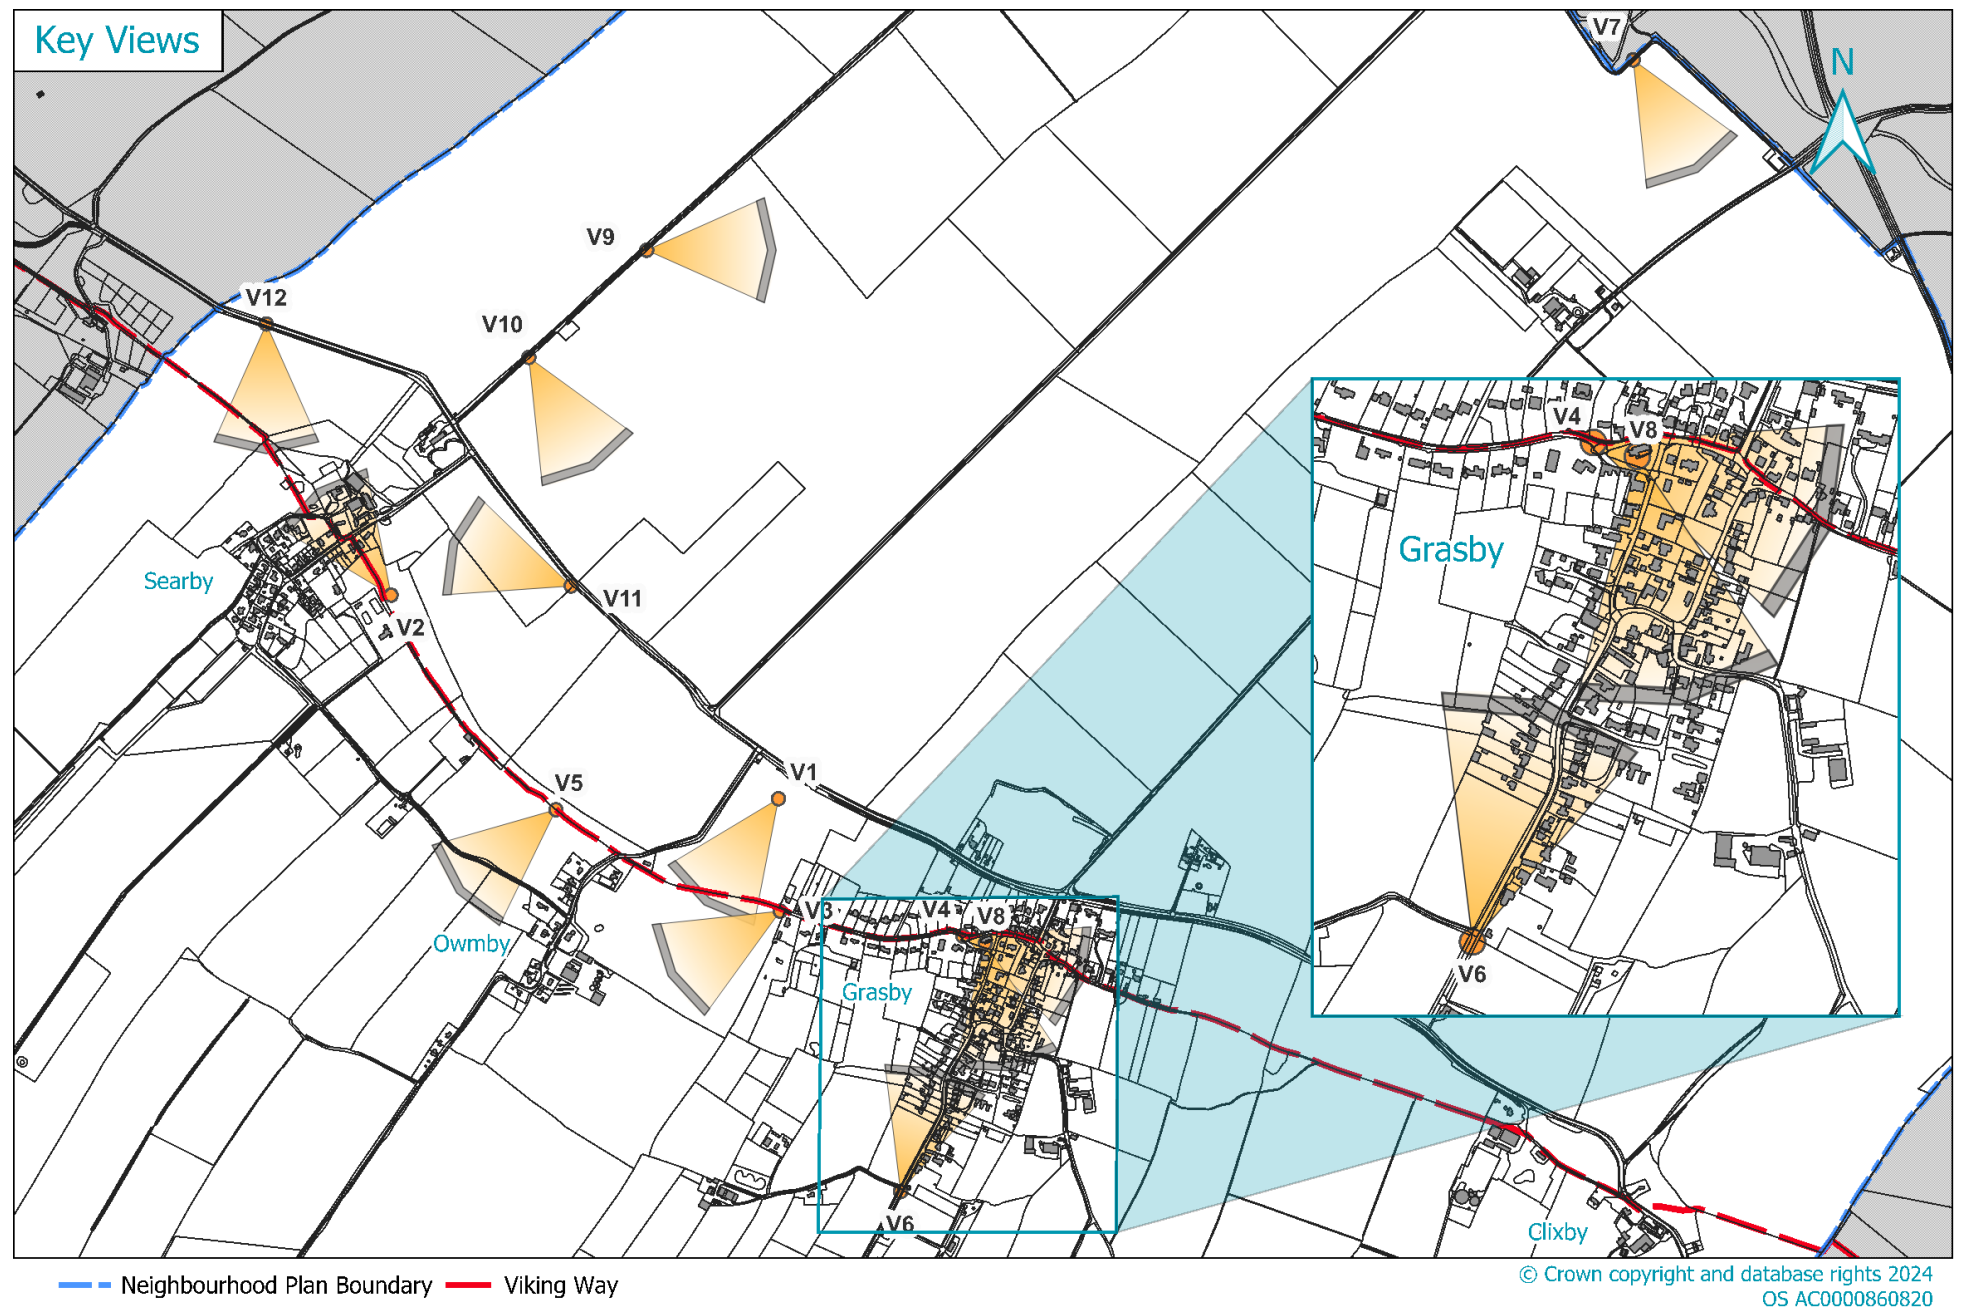 Key Views
V7
N
V9
V12
V10
V4
V8
Grasby
Searby
V11
V2
V1
V5
V6
V3
V4
V8
Owmby
Grasby
V6
Clixby
Neighbourhood Plan Boundary
Viking Way
© Crown copyright and database rights 2024
OS AC0000860820